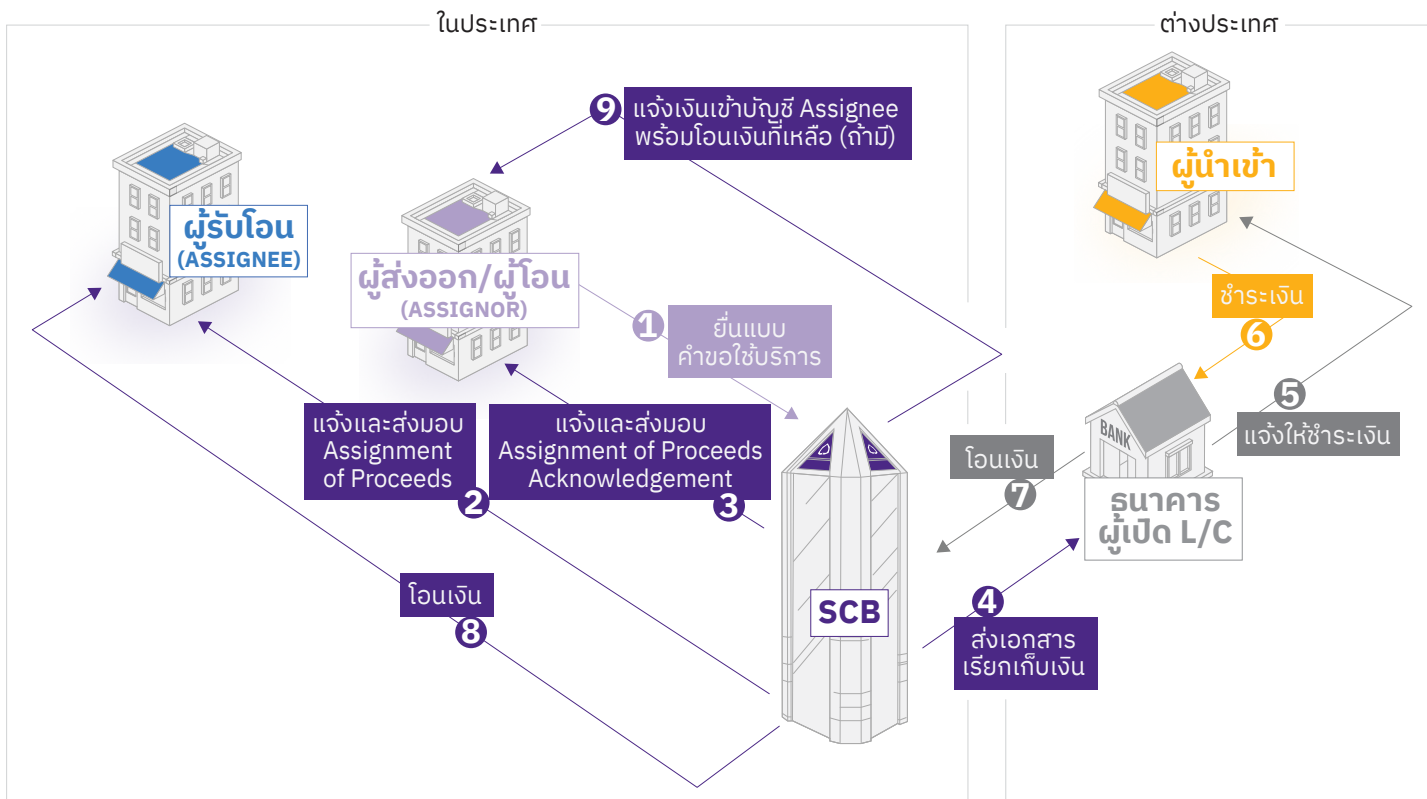 ในประเทศ
ต่างประเทศ
9
แจ้งเงินเข้าบัญชี Assignee
พร้อมโอนเงินที่เหลือ (ถ้ามี)
ผู้นำเข้า
ผู้รับโอน
(ASSIGNEE)
ผู้ส่งออก/ผู้โอน
(ASSIGNOR)
1
ยื่นแบบ
คำขอใช้บริการ
ชำระเงิน
6
5
แจ้งให้ชำระเงิน
แจ้งและส่งมอบ
Assignment
of Proceeds
2
แจ้งและส่งมอบ
Assignment of Proceeds
Acknowledgement
3
BANK
โอนเงิน
7
ธนาคาร
ผู้เปิด L/C
โอนเงิน
8
SCB
4
ส่งเอกสาร
เรียกเก็บเงิน